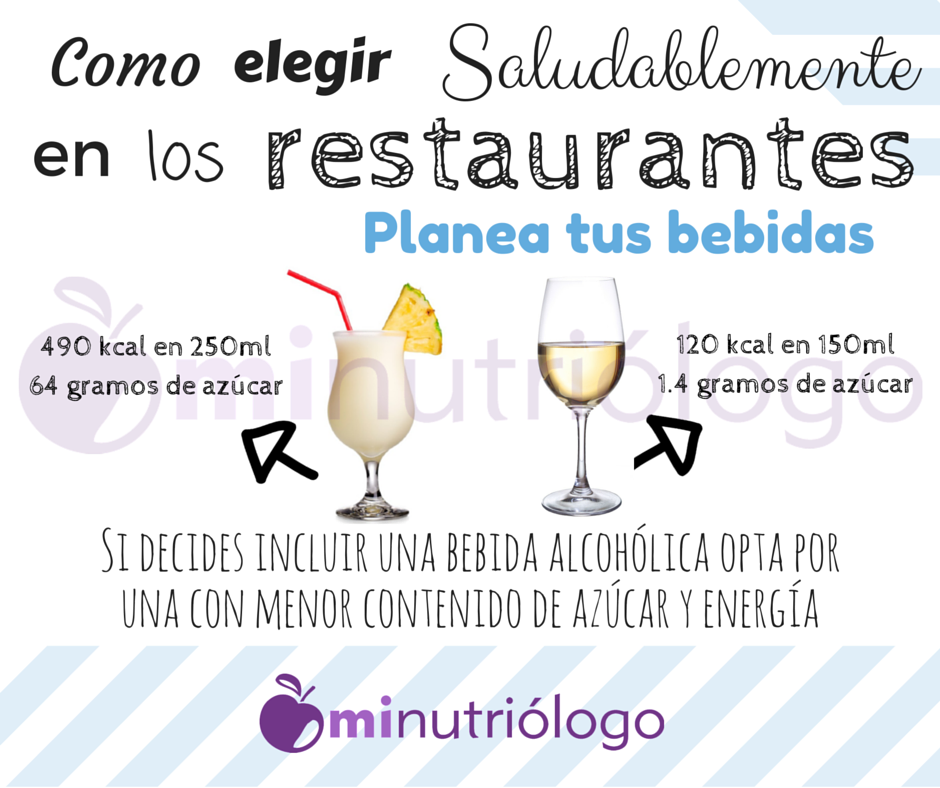 Como elegir Saludablemente
en los restaurantes
Planea tus bebidas
490 kcal en 250ml
64 gramos de azúcar
120 kcal en 150ml
1.4 gramos de azúcar
minutriólogo
SI DECIDES INCLUIR UNA BEBIDA ALCOHÓLICA OPTA POR
UNA CON MENOR CONTENIDO DE AZÚCAR Y ENERGÍA
minutriólogo